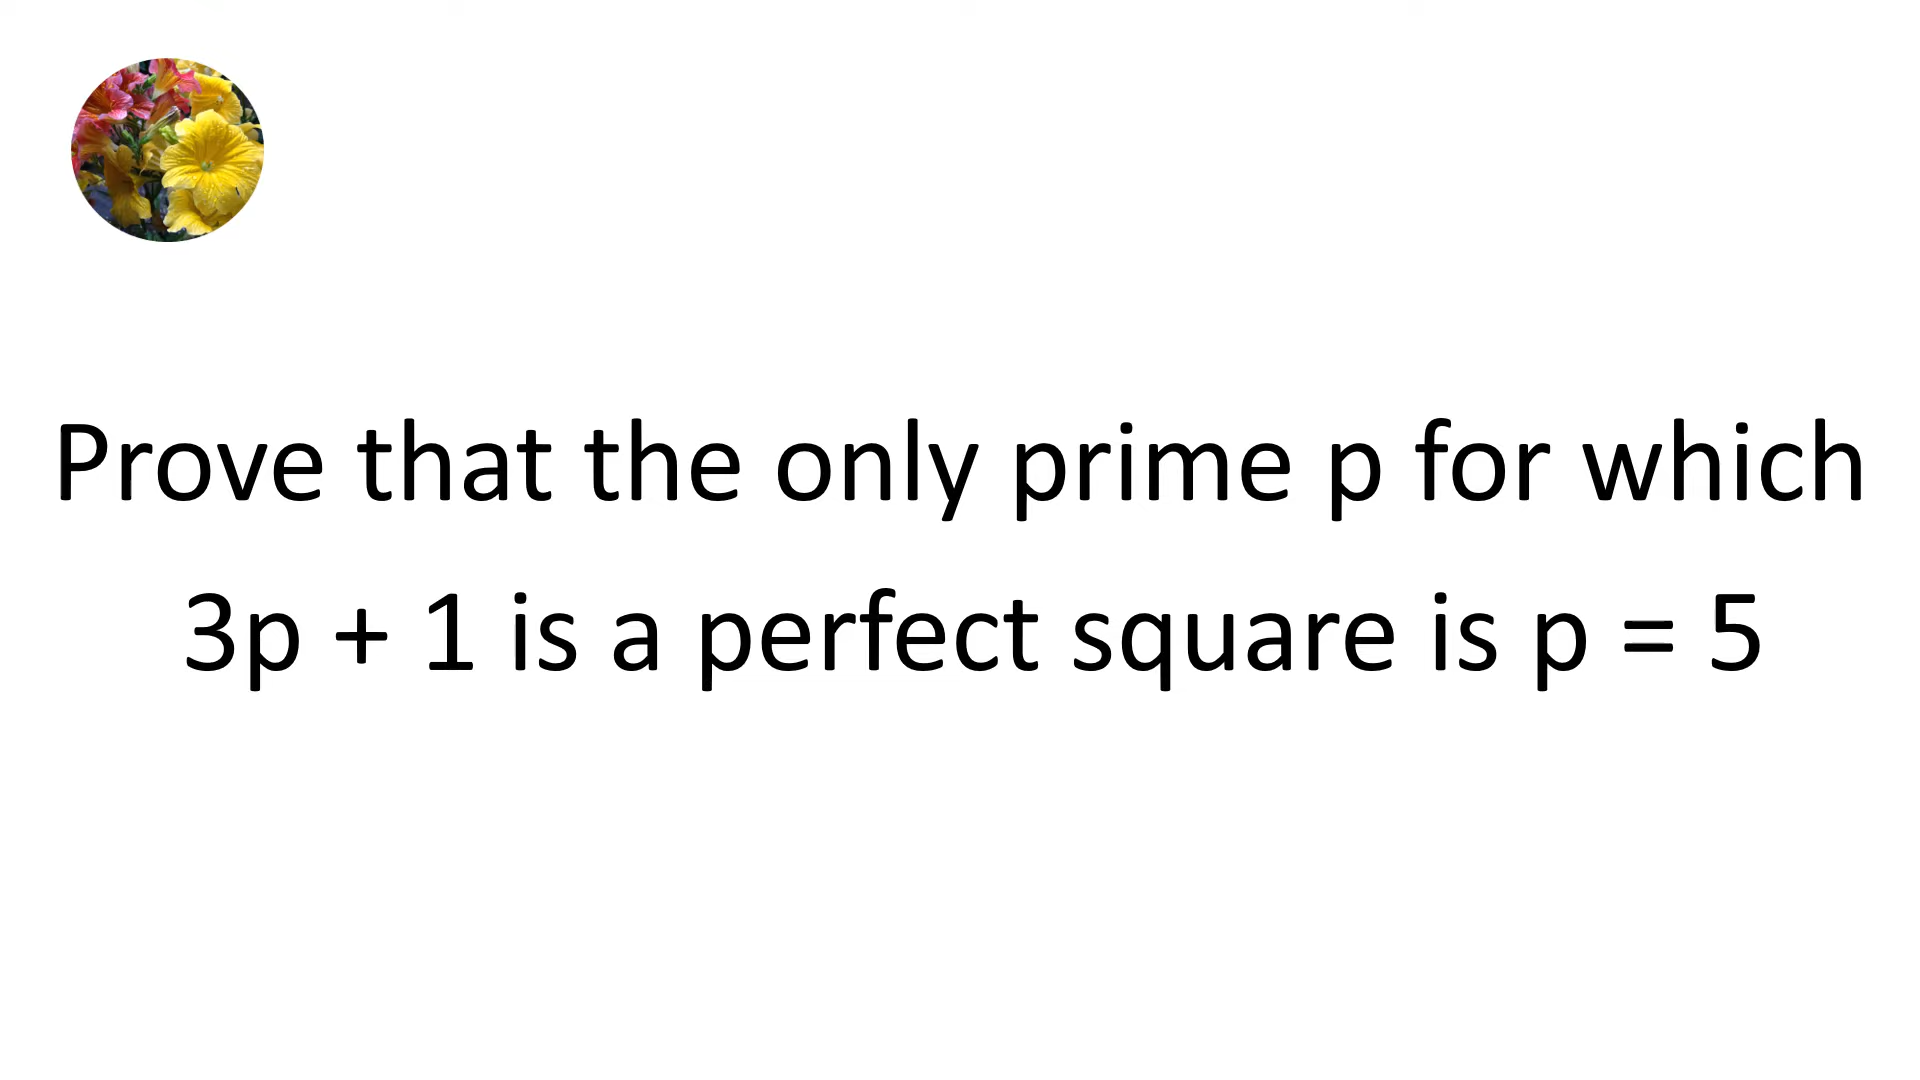 Prove that the only prime p for which
3p + 1 is a perfect square is p = 5